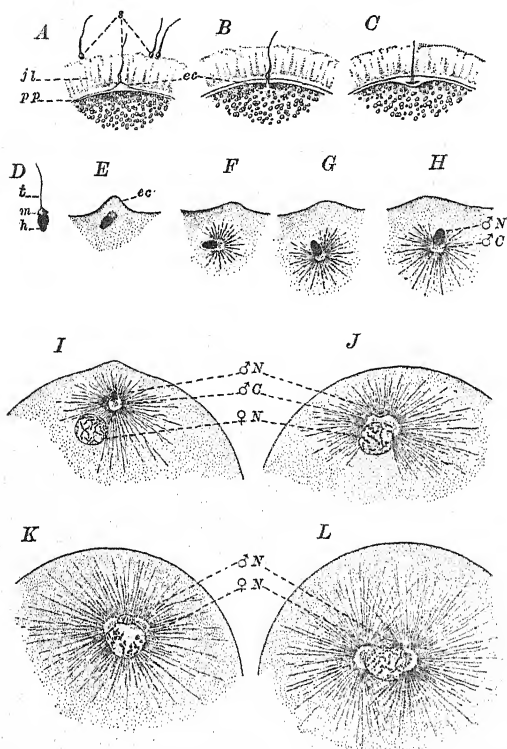 A s B C
jl
ec
pp
D E F G H
t ec
m
h
♂ N
♂ C
I J
♂ N
♂ C
♀ N
K L
♂ N
♀ N